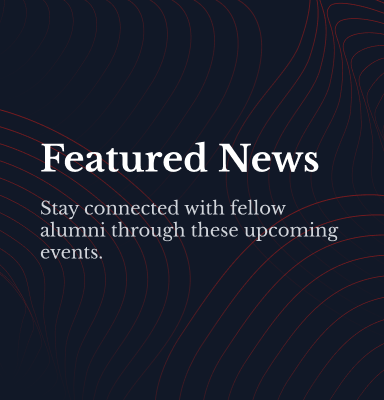 Featured News
Stay connected with fellow
alumni through these upcoming
events.